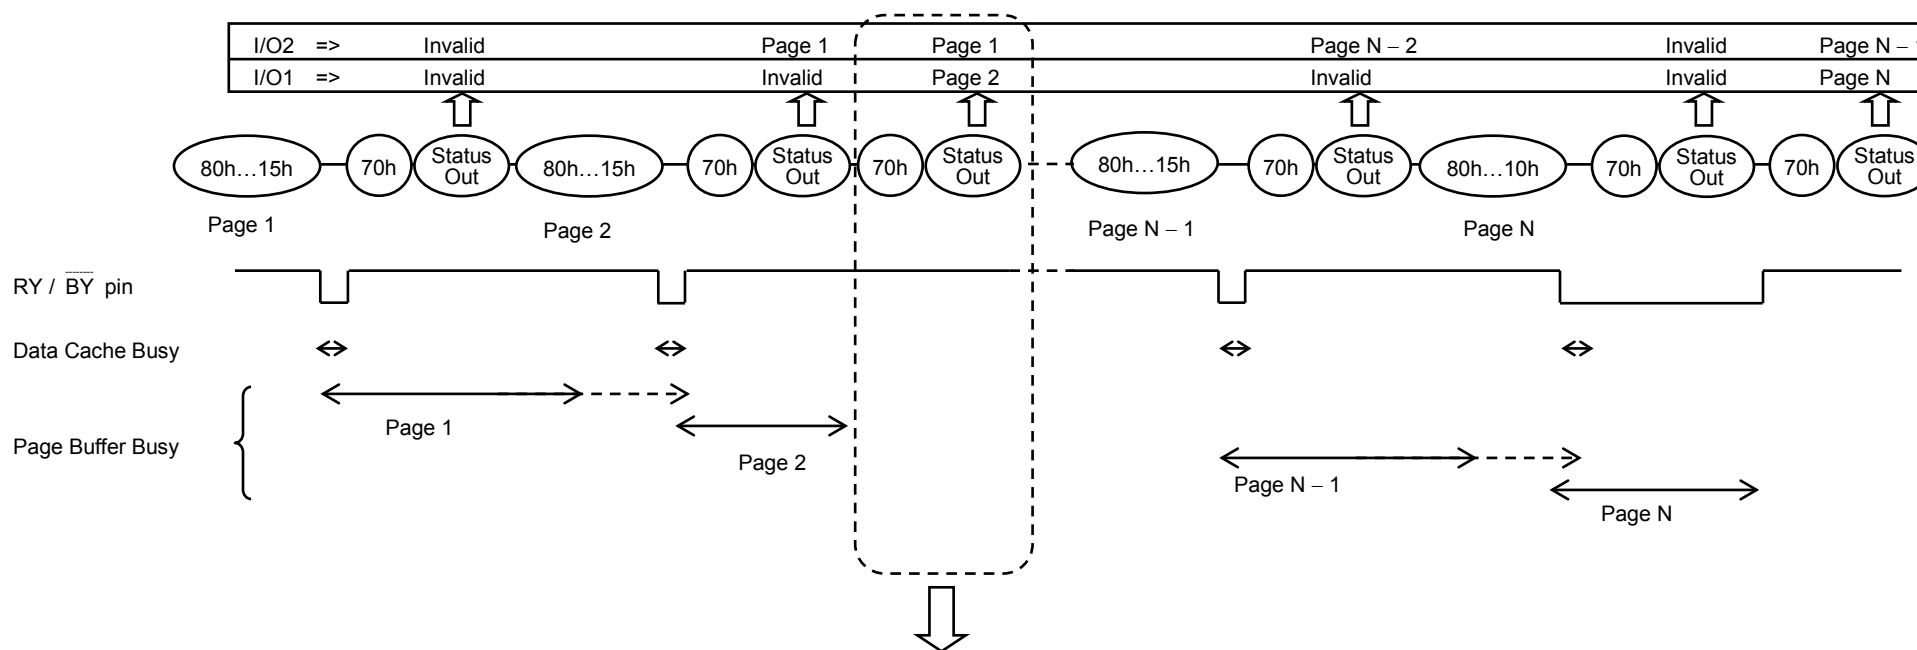 I/O2 => Invalid Page 1 Page 1 Page N – 2 Invalid Page N – 1
I/O1 => Invalid Invalid Page 2 Invalid Invalid Page N
80h…15h 70h Status Out 80h…15h 70h Status Out 70h Status Out 80h…15h 70h Status Out 80h…10h 70h Status Out 70h Status Out
Page 1 Page 2 Page N – 1 Page N
RY / BY pin
Data Cache Busy
Page 1
Page Buffer Busy
Page 2
Page N – 1
Page N